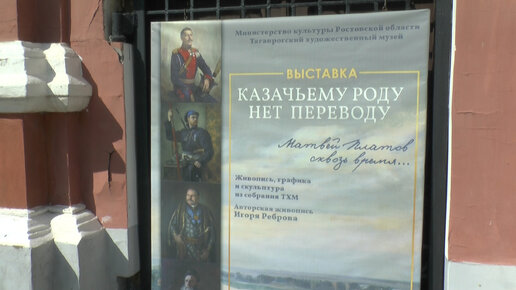 Министерство культуры Ростовской области
Таганрогский художественный музей
ВЫСТАВКА
КАЗАЧЬЕМУ РОДУ
НЕТ ПЕРЕВОДУ
Матвей Платов
сквозь время...
Живопись, графика
и скульптура
из собрания ТХМ
Авторская живопись
Игоря Реброва